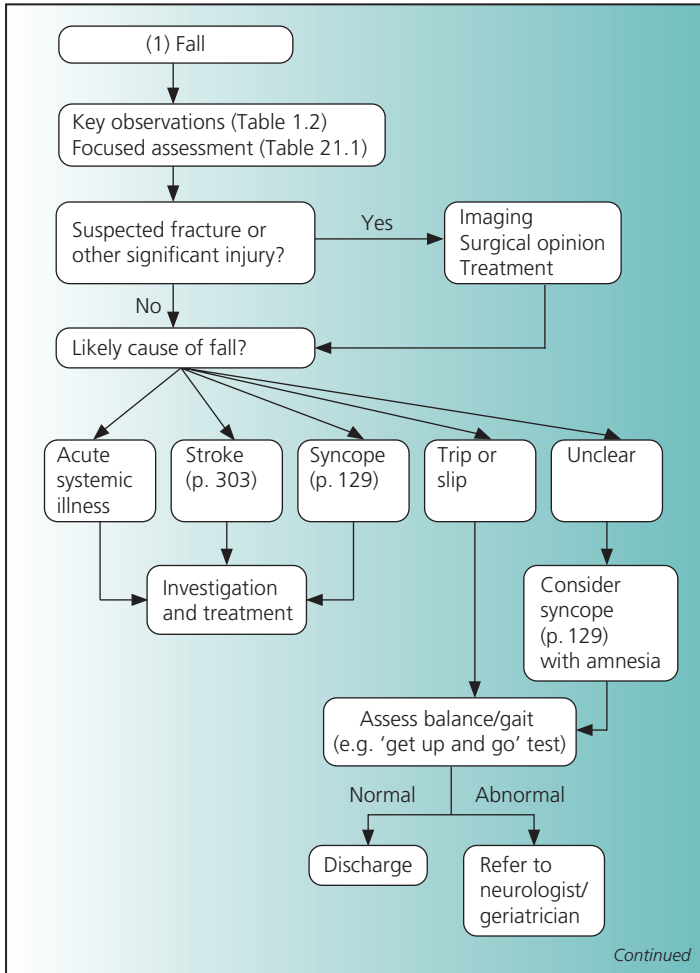 (1) Fall
Key observations (Table 1.2)
Focused assessment (Table 21.1)
Suspected fracture or
other significant injury?
Yes
Imaging
Surgical opinion
Treatment
No
Likely cause of fall?
Acute
systemic
illness
Stroke
(p. 303)
Syncope
(p. 129)
Trip or
slip
Unclear
Investigation
and treatment
Consider
syncope
(p. 129)
with amnesia
Assess balance/gait
(e.g. ‘get up and go’ test)
Normal
Abnormal
Discharge
Refer to
neurologist/
geriatrician
Continued